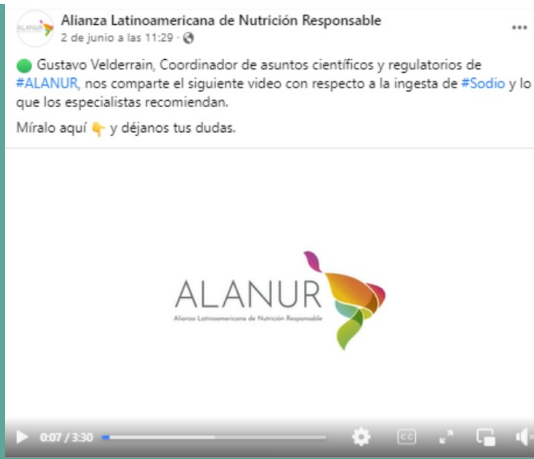 Alianza Latinoamericana de Nutrición Responsable
2 de junio a las 11:29 ·
Gustavo Velderrain, Coordinador de asuntos científicos y regulatorios de
#ALANUR, nos comparte el siguiente video con respecto a la ingesta de #Sodio y lo
que los especialistas recomiendan.
Míralo aquí 👇 y déjanos tus dudas.
ALANUR
Alianza Latinoamericana de Nutrición Responsable
0:07 / 3:30
CC